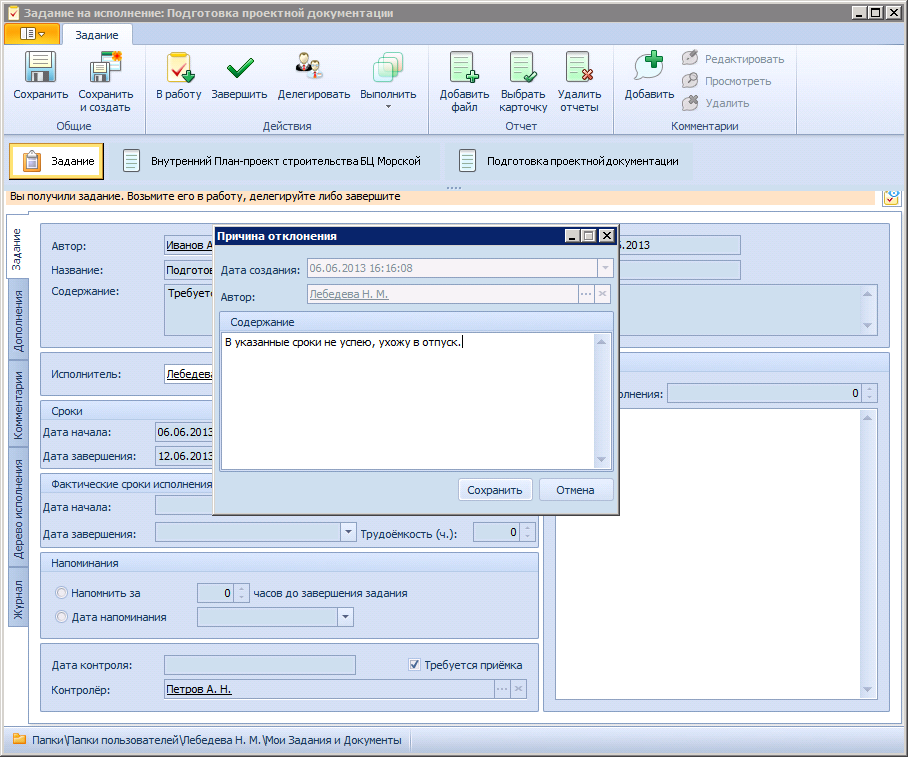 Задание на исполнение: Подготовка проектной документации
Задание
Сохранить
Сохранить
и создать
В работу
Завершить
Делегировать
Выполнить
Добавить
файл
Выбрать
карточку
Удалить
отчеты
Добавить
Редактировать
Просмотреть
Удалить
Общие
Действия
Отчет
Комментарии
Задание
Внутренний План-проект строительства БЦ Морской
Подготовка проектной документации
Вы получили задание. Возьмите его в работу, делегируйте либо завершите
Задание
Дополнения
Комментарии
Дерево исполнения
Журнал
Автор:
Иванов А
.2013
Название:
Подготов
Содержание:
Требуетс
Причина отклонения
Дата создания:
06.06.2013 16:16:08
Автор:
Лебедева Н. М.
Содержание
В указанные сроки не успею, ухожу в отпуск.
Сохранить
Отмена
Исполнитель:
Лебедева
олнения:
0
Сроки
Дата начала:
06.06.2013
Дата завершения:
12.06.2013
Фактические сроки исполнения
Дата начала:
Дата завершения:
Трудоёмкость (ч.):
0
Напоминания
Напомнить за
0
часов до завершения задания
Дата напоминания
Дата контроля:
Требуется приёмка
Контролёр:
Петров А. Н.
Папки\Папки пользователей\Лебедева Н. М.\Мои Задания и Документы